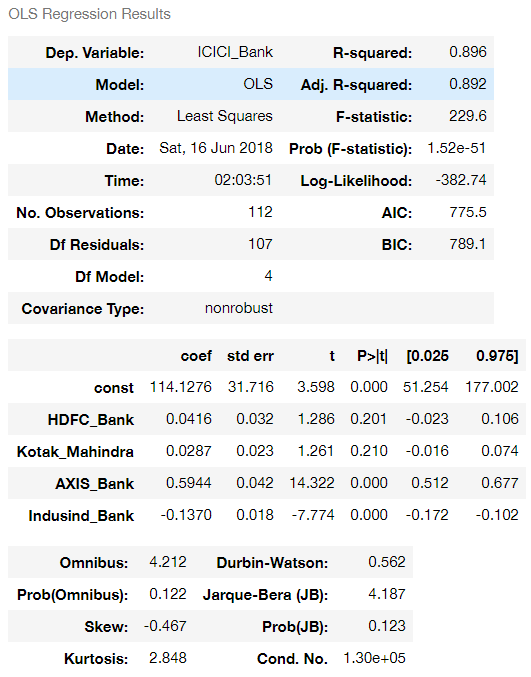 OLS Regression Results
Dep. Variable: ICICI_Bank R-squared: 0.896
Model: OLS Adj. R-squared: 0.892
Method: Least Squares F-statistic: 229.6
Date: Sat, 16 Jun 2018 Prob (F-statistic): 1.52e-51
Time: 02:03:51 Log-Likelihood: -382.74
No. Observations: 112 AIC: 775.5
Df Residuals: 107 BIC: 789.1
Df Model: 4
Covariance Type: nonrobust
coef std err t P>|t| [0.025 0.975]
const 114.1276 31.716 3.598 0.000 51.254 177.002
HDFC_Bank 0.0416 0.032 1.286 0.201 -0.023 0.106
Kotak_Mahindra 0.0287 0.023 1.261 0.210 -0.016 0.074
AXIS_Bank 0.5944 0.042 14.322 0.000 0.512 0.677
Indusind_Bank -0.1370 0.018 -7.774 0.000 -0.172 -0.102
Omnibus: 4.212 Durbin-Watson: 0.562
Prob(Omnibus): 0.122 Jarque-Bera (JB): 4.187
Skew: -0.467 Prob(JB): 0.123
Kurtosis: 2.848 Cond. No. 1.30e+05